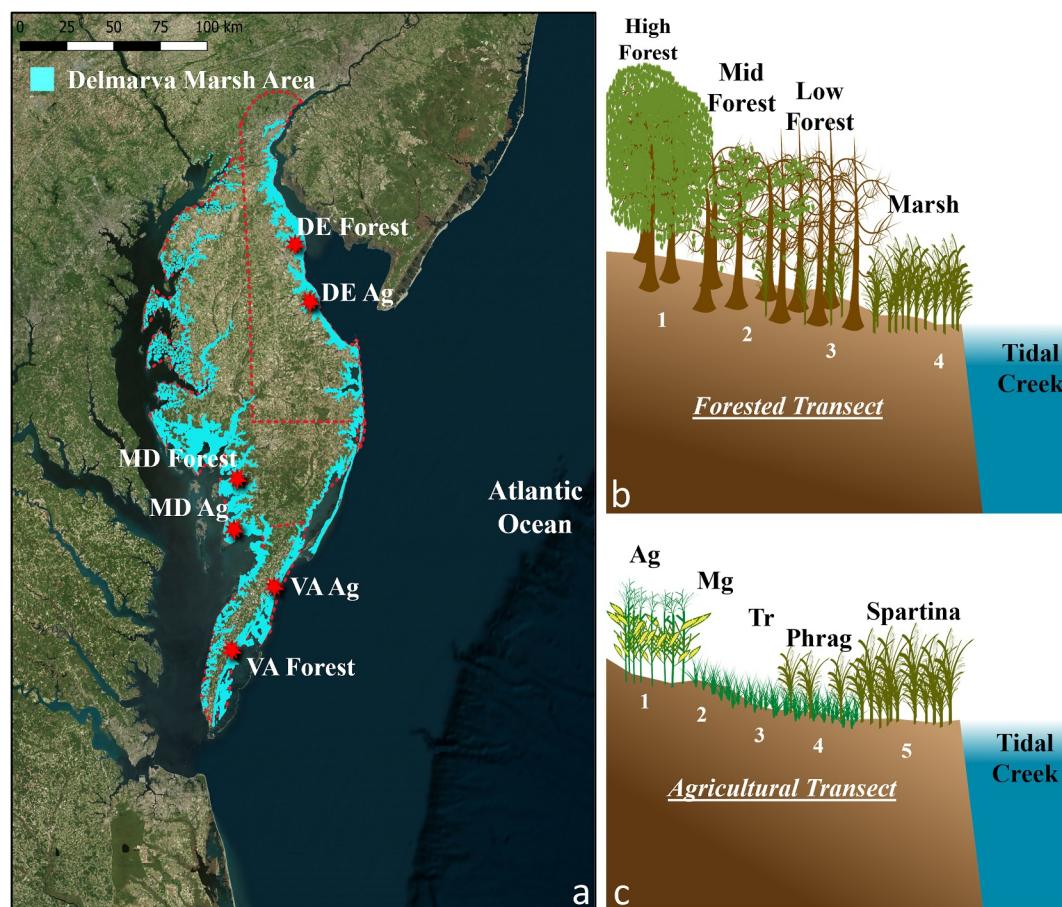 0 25 50 75 100 km
Delmarva Marsh Area
DE Forest
DE Ag
MD Forest
MD Ag
VA Ag
VA Forest
Atlantic
Ocean
a
High
Forest
Mid
Forest
Low
Forest
Marsh
1
2
3
4
Tidal
Creek
Forested Transect
b
Ag
Mg
Tr
Phrag
Spartina
1
2
3
4
5
Tidal
Creek
Agricultural Transect
c